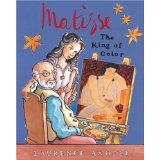 Matisse
The King of
Color
LAURENCE ANHOLT